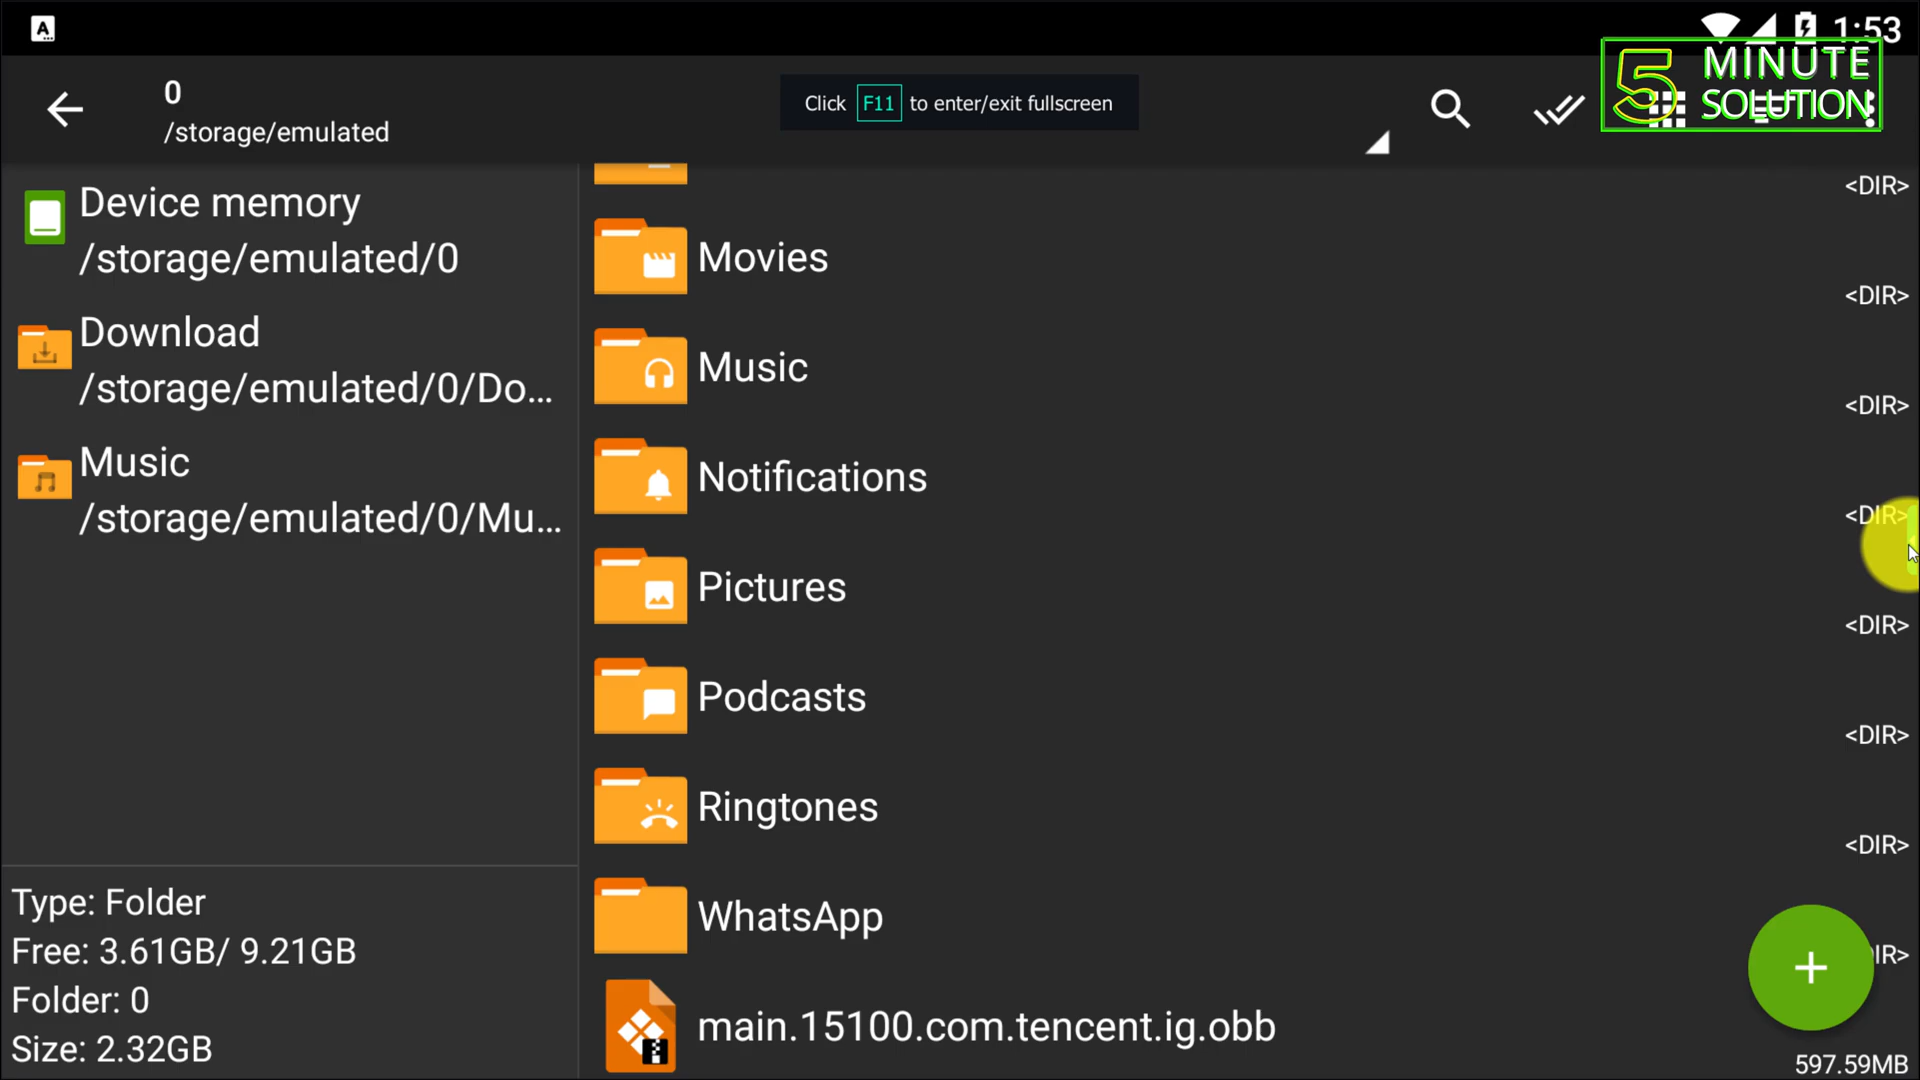 A
1:53
5 MINUTE
SOLUTION
0
/storage/emulated
Click F11 to enter/exit fullscreen
Device memory
/storage/emulated/0
Download
/storage/emulated/0/Do...
Music
/storage/emulated/0/Mu...
Type: Folder
Free: 3.61GB/ 9.21GB
Folder: 0
Size: 2.32GB
<DIR>
Movies
<DIR>
Music
<DIR>
Notifications
<DIR>
Pictures
<DIR>
Podcasts
<DIR>
Ringtones
<DIR>
WhatsApp
IR>
main.15100.com.tencent.ig.obb
597.59MB